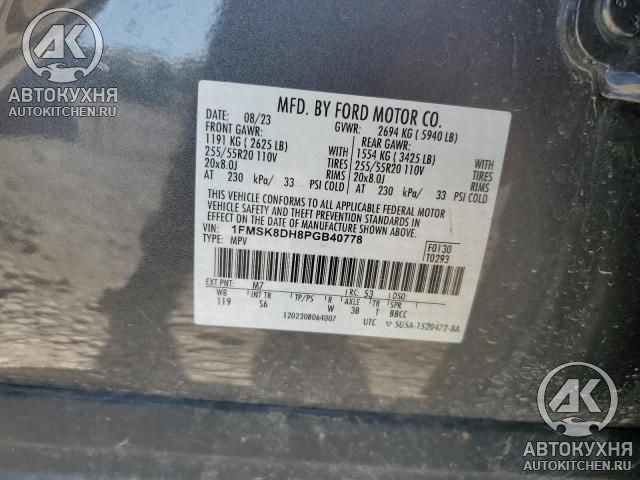 АК
АВТОКУХНЯ
AUTOKITCHEN.RU
MFD. BY FORD MOTOR CO.
DATE: 08/23 GVWR: 2694 KG ( 5940 LB)
FRONT GAWR: REAR GAWR:
1191 KG ( 2625 LB) WITH 1554 KG ( 3425 LB) WITH
255/55R20 110V TIRES 255/55R20 110V TIRES
20x8.0J RIMS 20x8.0J RIMS
AT 230 kPa/ 33 PSI COLD AT 230 kPa/ 33 PSI COLD
THIS VEHICLE CONFORMS TO ALL APPLICABLE FEDERAL MOTOR
VEHICLE SAFETY AND THEFT PREVENTION STANDARDS IN
EFFECT ON THE DATE OF MANUFACTURE SHOWN ABOVE.
VIN: 1FMSK8DH8PGB40778
TYPE: MPV
F0130
T0293
EXT PNT: M7 RC: 53 DSO:
WB INT TR TP/PS R AXLE TR SPR
119 S6 W 3B T BBCC
1202308064007
UTC 5U5A-1520472-BA
АК
АВТОКУХНЯ
AUTOKITCHEN.RU